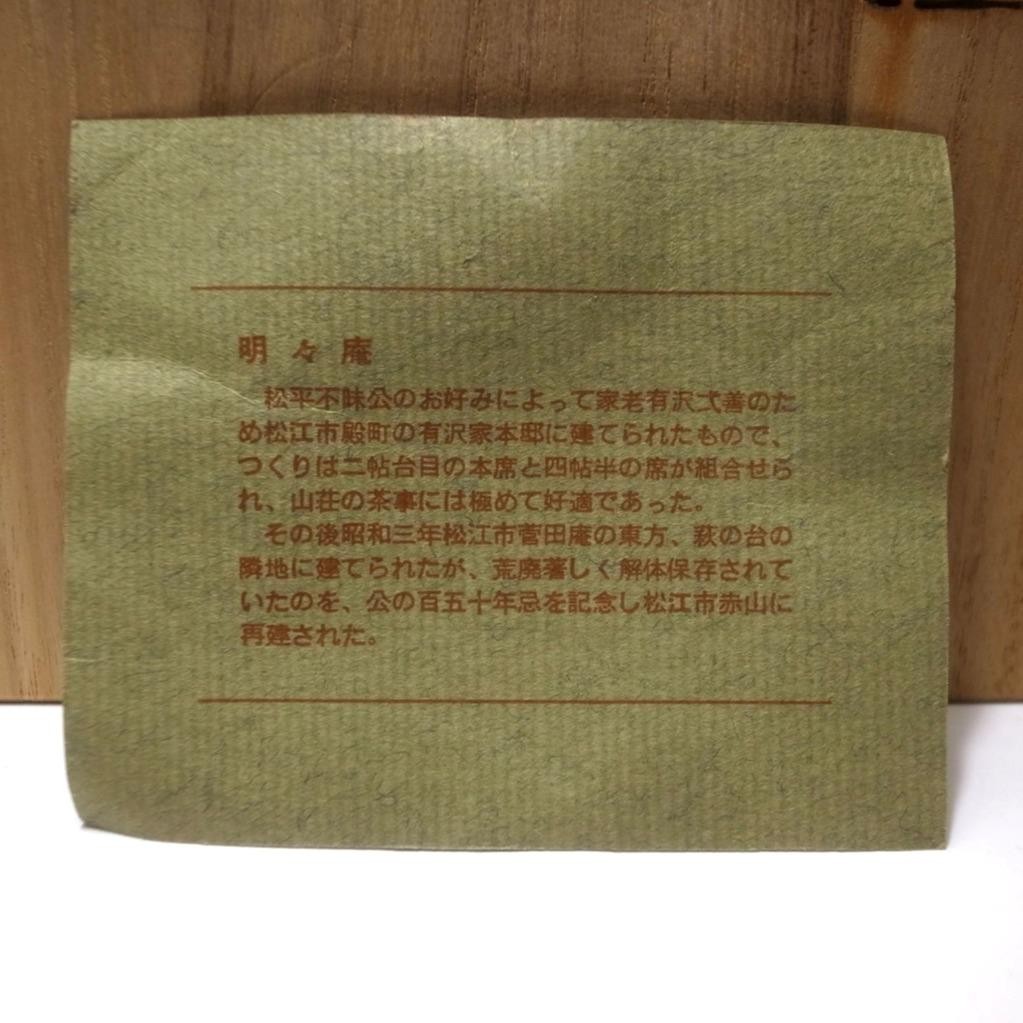 明々庵
松平不昧公のお好みによって家老有沢弌善のた
め松江市殿町の有沢家本邸に建てられたもので、
つくりは二帖台目の本席と四帖半の席が組合せら
れ、山荘の茶事には極めて好適であった。
その後昭和三年松江市菅田庵の東方、萩の台の
隣地に建てられたが、荒廃著しく解体保存されて
いたのを、公の百五十年忌を記念し松江市赤山に
再建された。